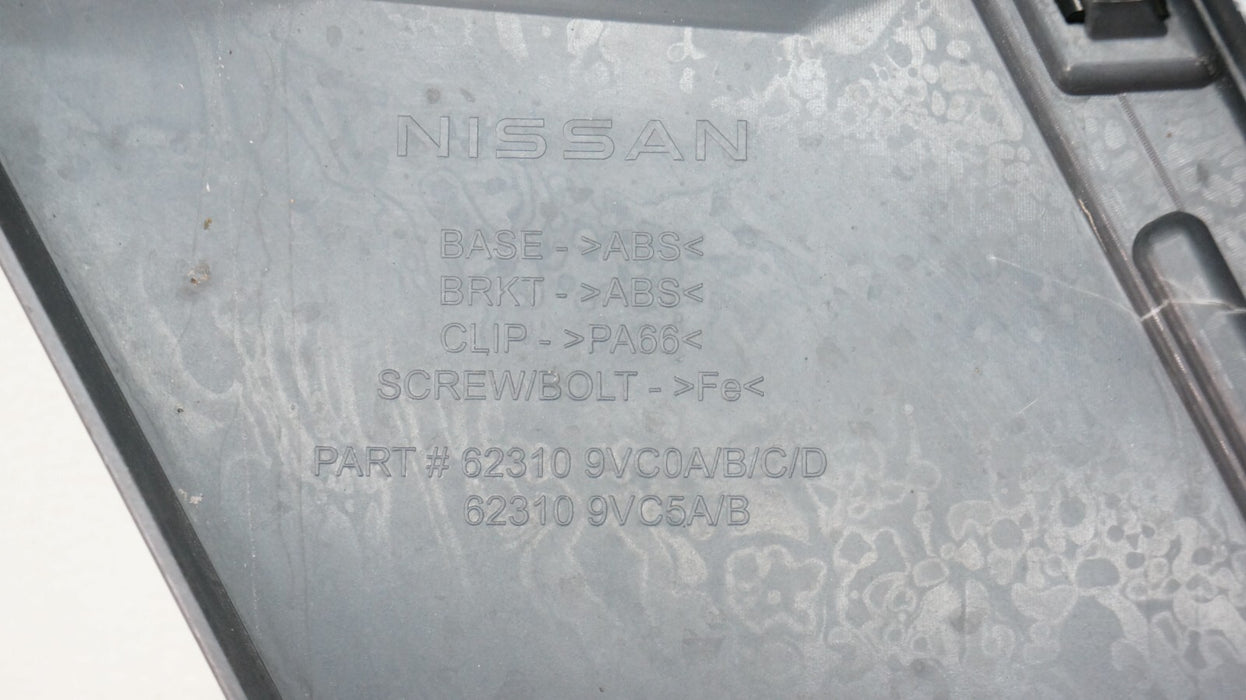 NISSAN
BASE - >ABS<
BRKT - >ABS<
CLIP - >PA66<
SCREW/BOLT - >Fe<
PART # 62310 9VC0A/B/C/D
62310 9VC5A/B